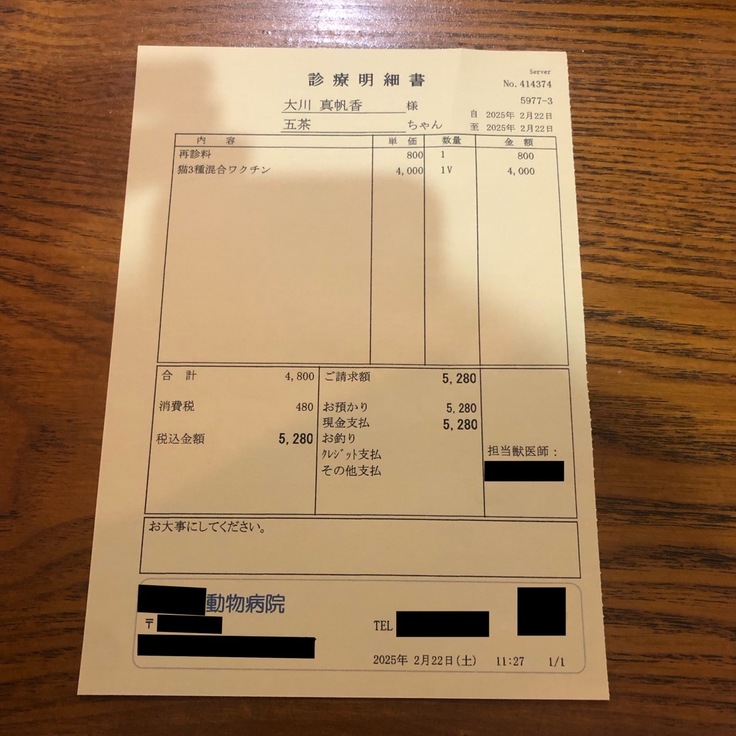 診療明細書
Server
No.414374
5977-3
大川 真帆香 様
五茶 ちゃん
自 2025年 2月22日
至 2025年 2月22日
内 容 単 価 数量 金 額
再診料 800 1 800
猫3種混合ワクチン 4,000 1V 4,000
合 計 4,800 ご請求額 5,280
消費税 480 お預かり 5,280
現金支払 5,280
税込金額 5,280 お釣り
クレジット支払
その他支払
担当獣医師：
お大事にしてください。
動物病院
〒
TEL
2025年 2月22日(土) 11:27 1/1